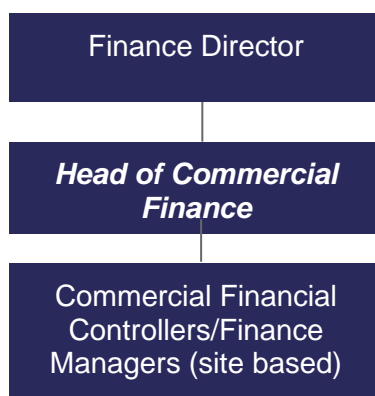 Finance Director
Head of Commercial
Finance
Commercial Financial
Controllers/Finance
Managers (site based)